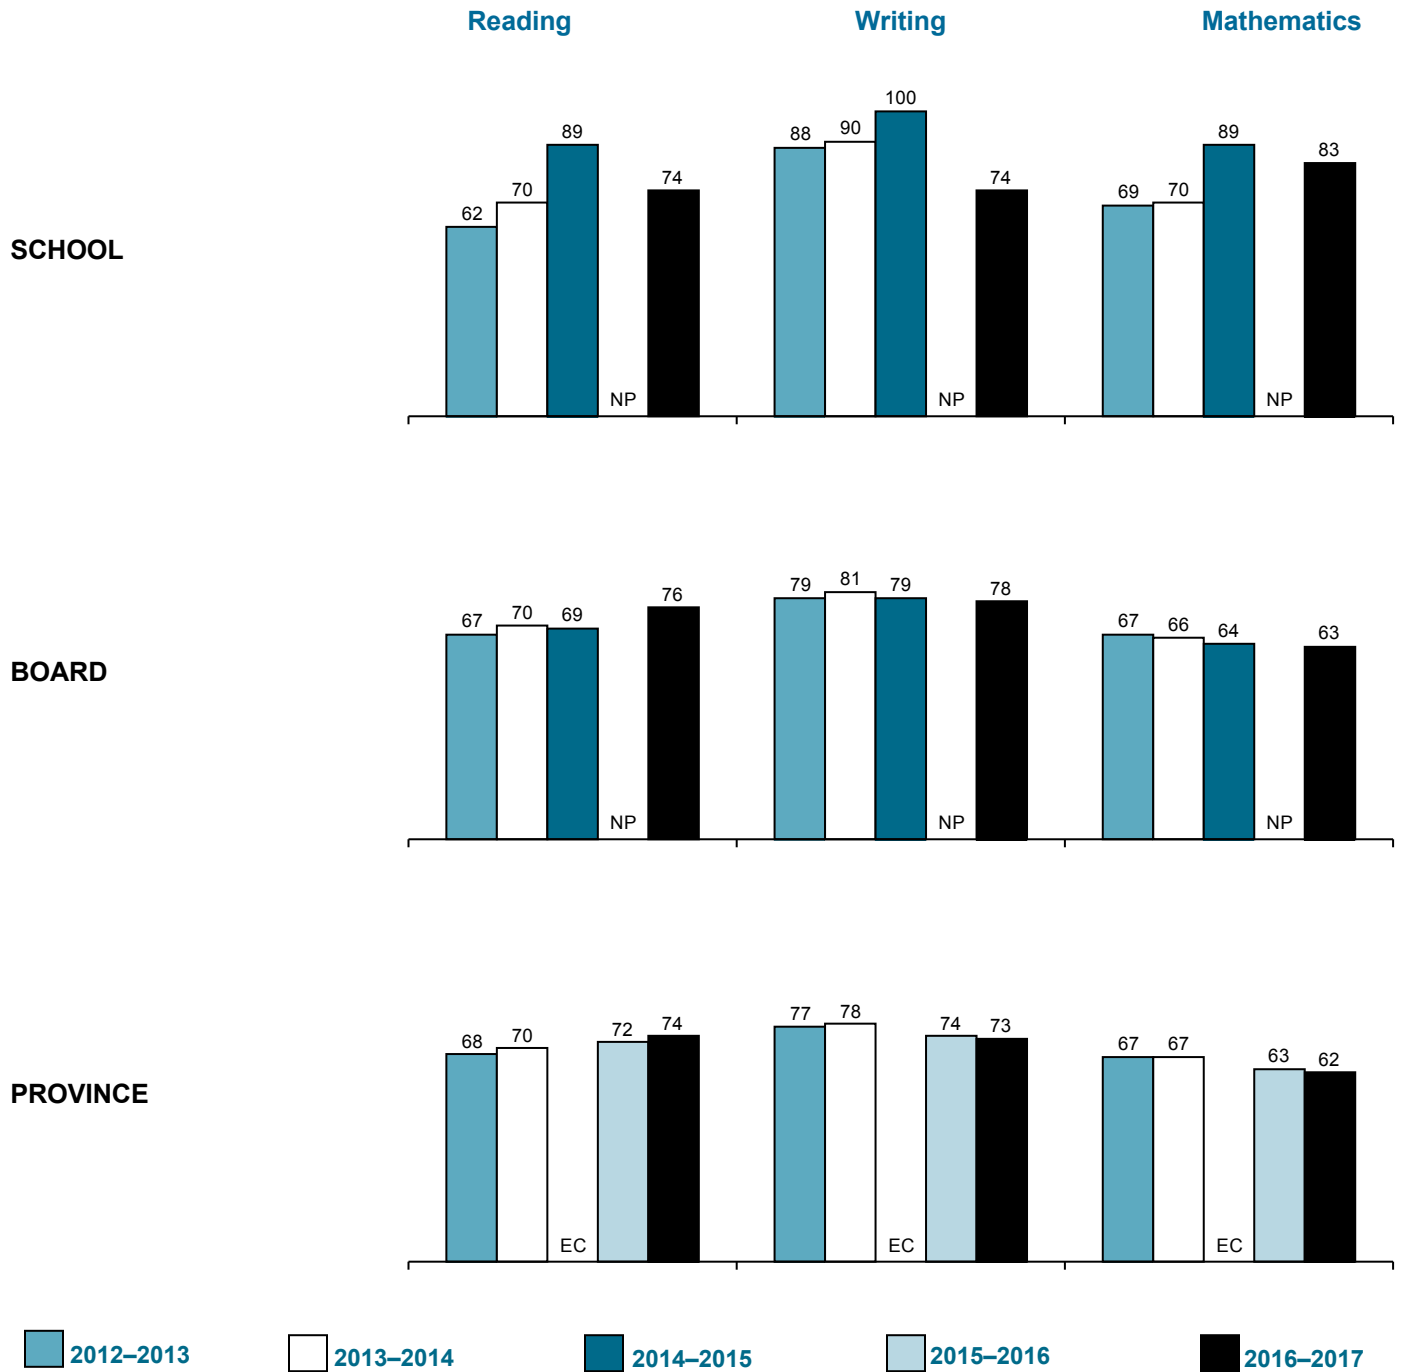 Reading Writing Mathematics
SCHOOL
62 70 89 NP 74
88 90 100 NP 74
69 70 89 NP 83
BOARD
67 70 69 NP 76
79 81 79 NP 78
67 66 64 NP 63
PROVINCE
68 70 EC 72 74
77 78 EC 74 73
67 67 EC 63 62
2012–2013 2013–2014 2014–2015 2015–2016 2016–2017